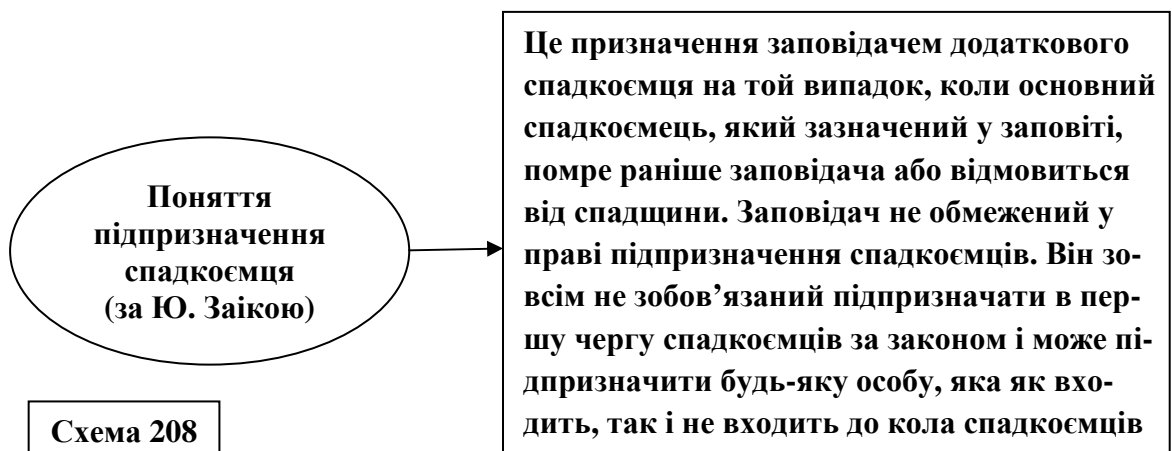 Поняття
підпризначення
спадкоємця
(за Ю. Заікою)
Це призначення заповідачем додаткового
спадкоємця на той випадок, коли основний
спадкоємець, який зазначений у заповіті,
помре раніше заповідача або відмовиться
від спадщини. Заповідач не обмежений у
праві підпризначення спадкоємців. Він зо-
всім не зобов’язаний підпризначати в пер-
шу чергу спадкоємців за законом і може пі-
дпризначити будь-яку особу, яка як вхо-
дить, так і не входить до кола спадкоємців
Схема 208